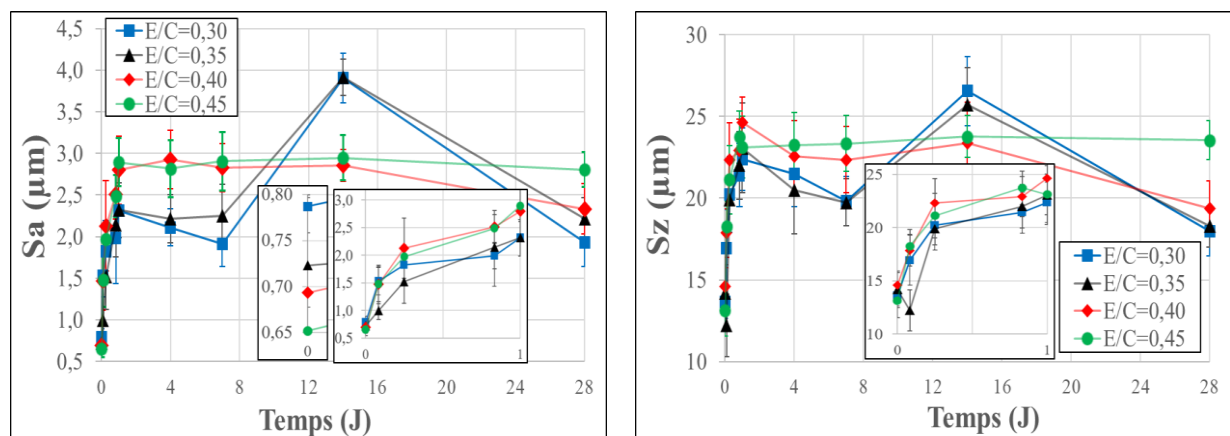 4,5
4,0
3,5
3,0
2,5
2,0
1,5
1,0
0,5
Sa (µm)
E/C=0,30
E/C=0,35
E/C=0,40
E/C=0,45
0,80
0,75
0,70
0,65
0
3,0
2,5
2,0
1,5
1,0
0,5
0 1
0 4 8 12 16 20 24 28
Temps (J)
30
25
20
15
10
Sz (µm)
25
20
15
10
0 1
E/C=0,30
E/C=0,35
E/C=0,40
E/C=0,45
0 4 8 12 16 20 24 28
Temps (J)